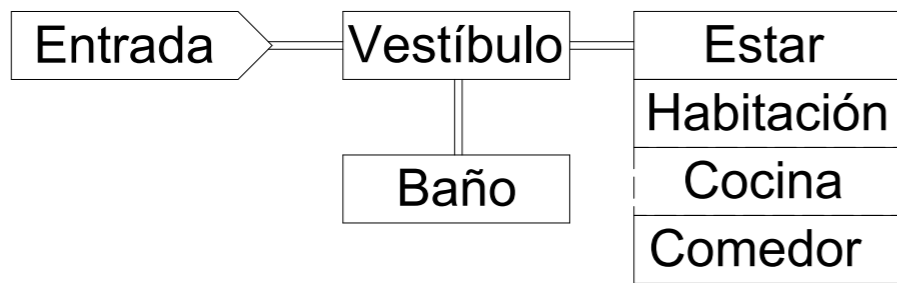 Entrada
Vestíbulo
Estar
Habitación
Baño
Cocina
Comedor